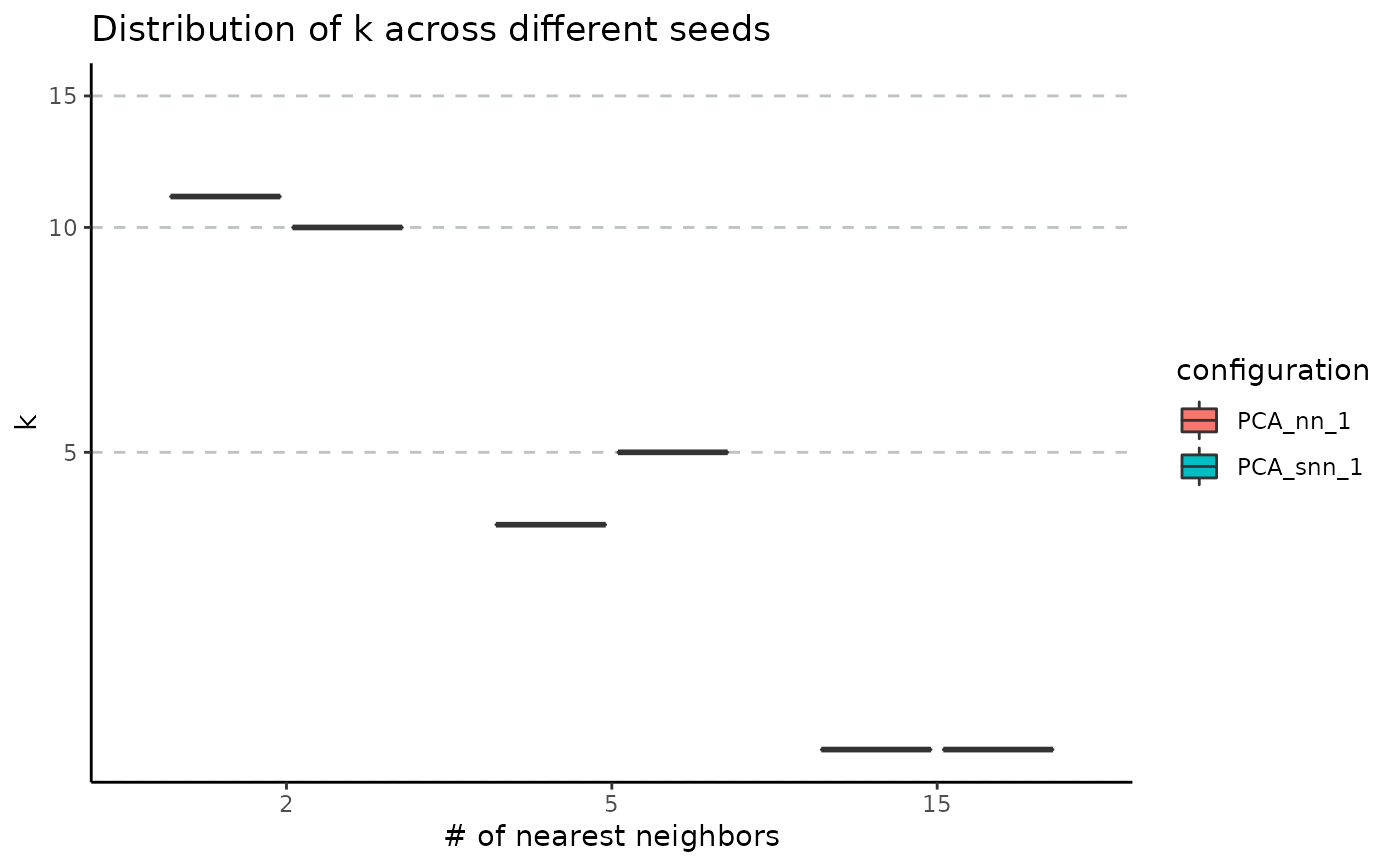 Distribution of k across different seeds
15
10
5
k
2
5
15
# of nearest neighbors
configuration
PCA_nn_1
PCA_snn_1